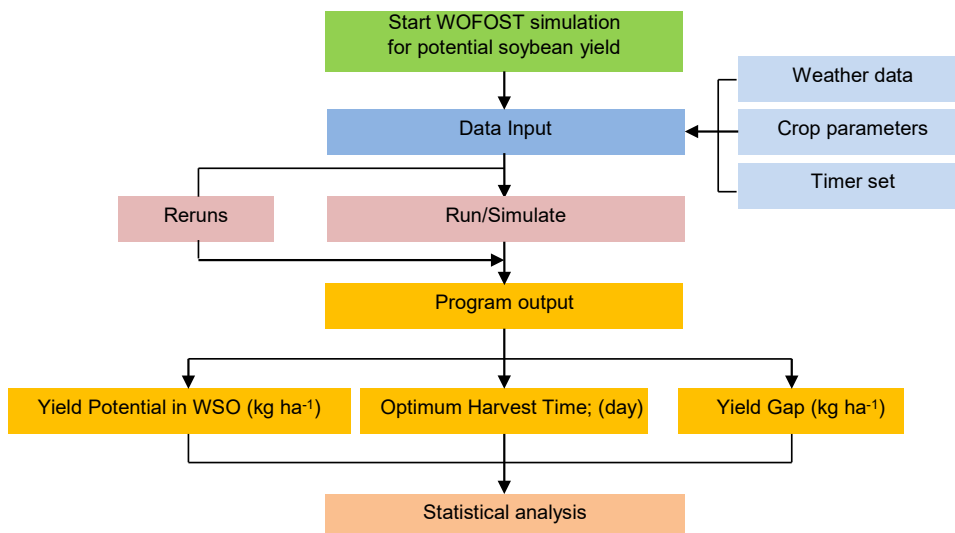 Start WOFOST simulation
for potential soybean yield
Weather data
Data Input
Crop parameters
Timer set
Reruns
Run/Simulate
Program output
Yield Potential in WSO (kg ha⁻¹)
Optimum Harvest Time; (day)
Yield Gap (kg ha⁻¹)
Statistical analysis